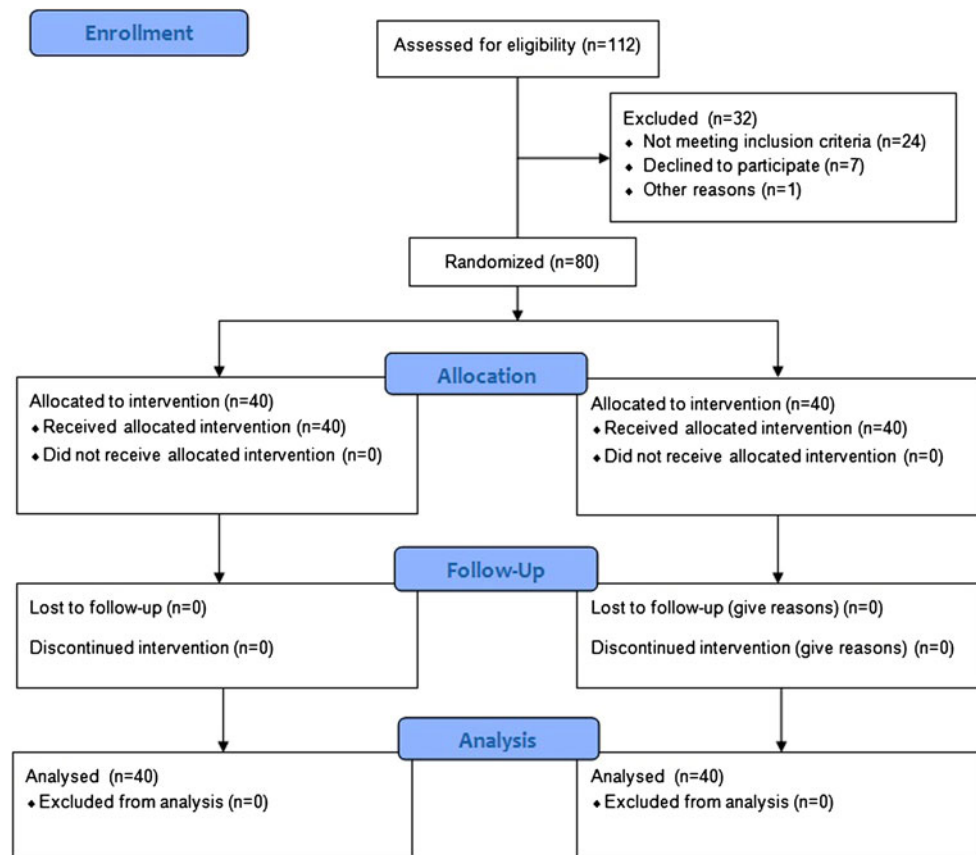 Enrollment
Assessed for eligibility (n=112)
Excluded (n=32)
⬥ Not meeting inclusion criteria (n=24)
⬥ Declined to participate (n=7)
⬥ Other reasons (n=1)
Randomized (n=80)
Allocation
Allocated to intervention (n=40)
⬥ Received allocated intervention (n=40)
⬥ Did not receive allocated intervention (n=0)
Allocated to intervention (n=40)
⬥ Received allocated intervention (n=40)
⬥ Did not receive allocated intervention (n=0)
Follow-Up
Lost to follow-up (n=0)
Discontinued intervention (n=0)
Lost to follow-up (give reasons) (n=0)
Discontinued intervention (give reasons) (n=0)
Analysis
Analysed (n=40)
⬥ Excluded from analysis (n=0)
Analysed (n=40)
⬥ Excluded from analysis (n=0)